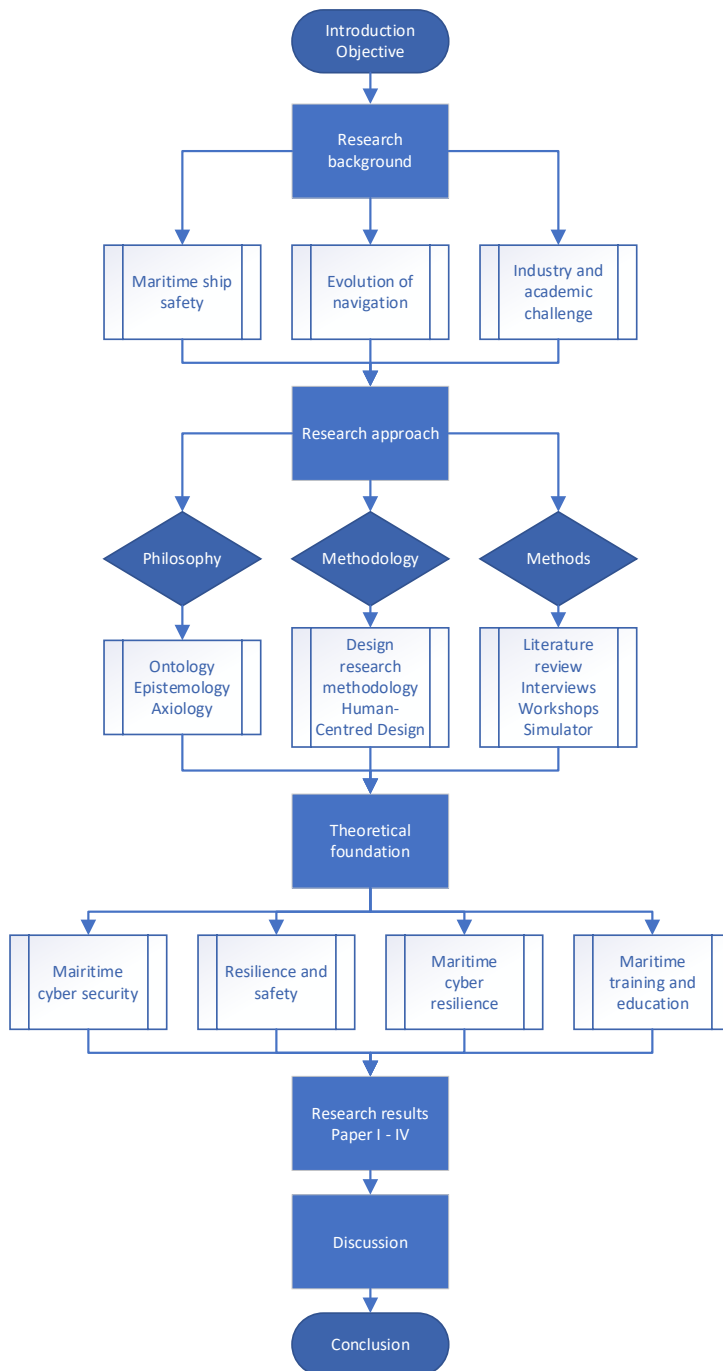 Introduction
Objective
Research
background
Maritime ship
safety
Evolution of
navigation
Industry and
academic
challenge
Research approach
Philosophy
Methodology
Methods
Ontology
Epistemology
Axiology
Design
research
methodology
Human-
Centred Design
Literature
review
Interviews
Workshops
Simulator
Theoretical
foundation
Mairitime
cyber security
Resilience and
safety
Maritime
cyber
resilience
Maritime
training and
education
Research results
Paper I - IV
Discussion
Conclusion